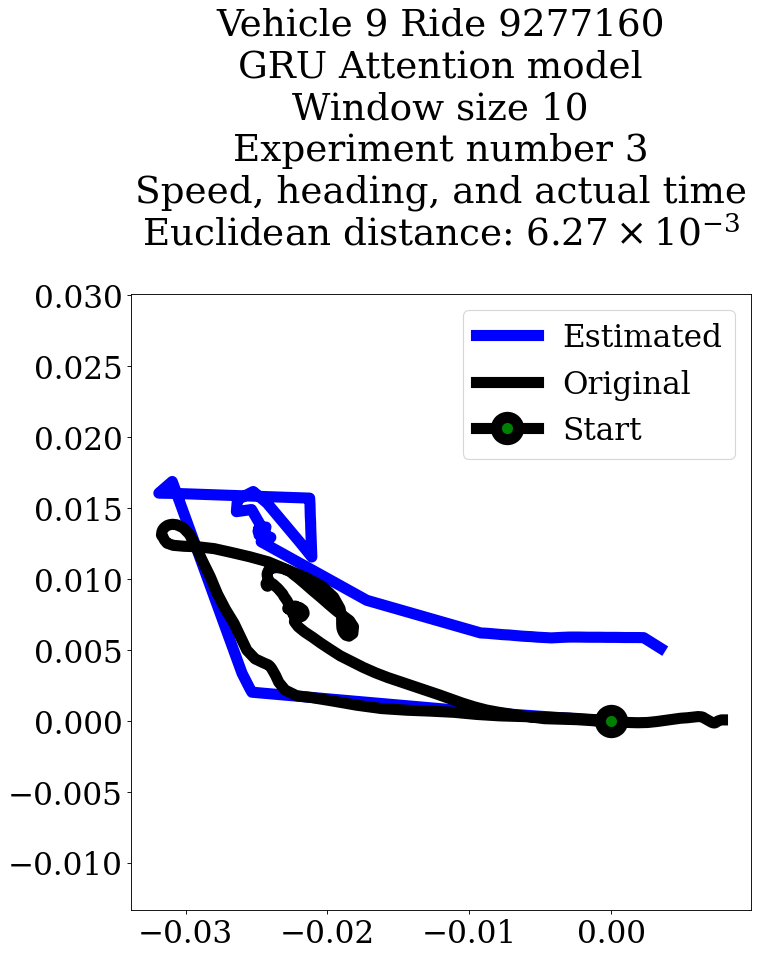 Vehicle 9 Ride 9277160
GRU Attention model
Window size 10
Experiment number 3
Speed, heading, and actual time
Euclidean distance: 6.27 × 10⁻³
0.030
0.025
0.020
0.015
0.010
0.005
0.000
−0.005
−0.010
Estimated
Original
Start
−0.03 −0.02 −0.01 0.00